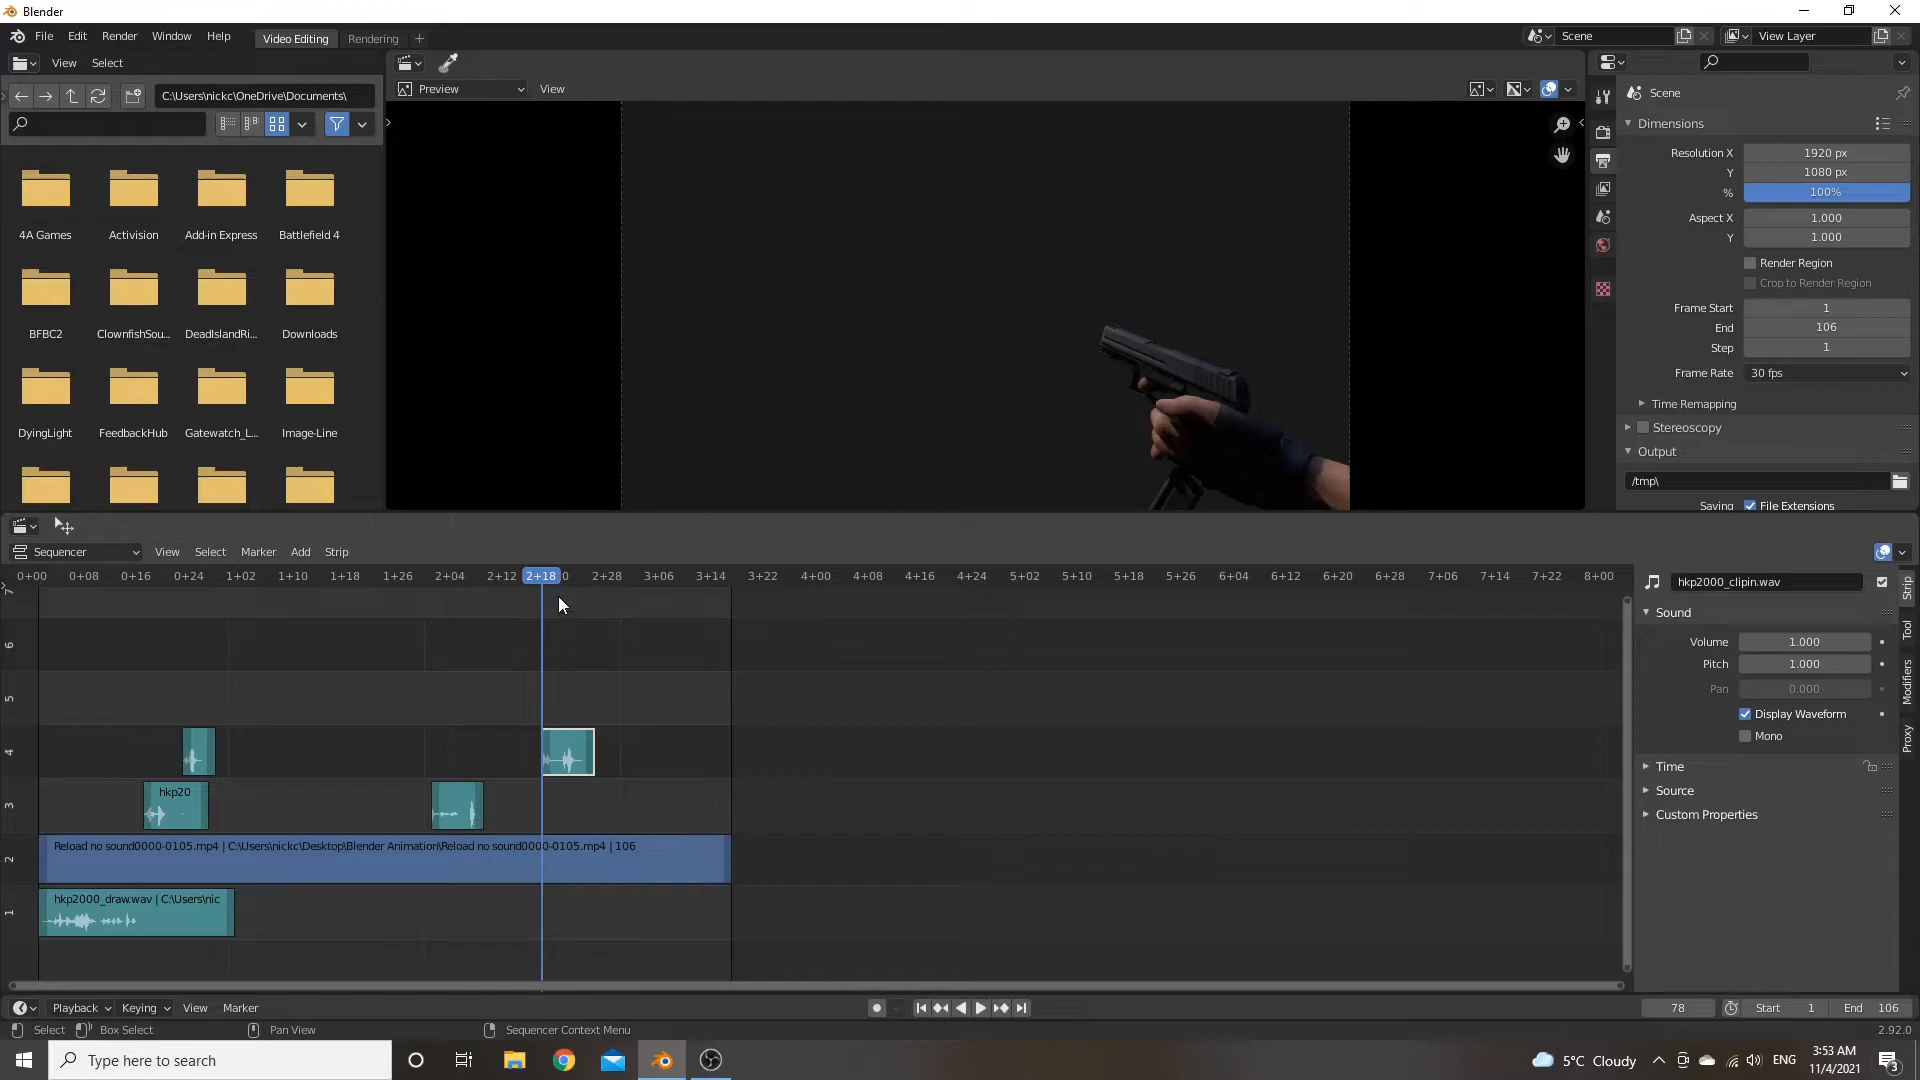 Blender
File Edit Render Window Help Video Editing Rendering + Scene View Layer
View Select
C:\Users\nickc\OneDrive\Documents\
Preview View
4A Games Activision Add-in Express Battlefield 4
BFBC2 ClownfishSou... DeadIslandRi... Downloads
DyingLight FeedbackHub Gatewatch_L... Image-Line
Scene
Dimensions
Resolution X 1920 px
Y 1080 px
% 100%
Aspect X 1.000
Y 1.000
Render Region
Crop to Render Region
Frame Start 1
End 106
Step 1
Frame Rate 30 fps
Time Remapping
Stereoscopy
Output
/tmp\
Saving File Extensions
Sequencer View Select Marker Add Strip
0+00 0+08 0+16 0+24 1+02 1+10 1+18 1+26 2+04 2+12 2+18 0 2+28 3+06 3+14 3+22 4+00 4+08 4+16 4+24 5+02 5+10 5+18 5+26 6+04 6+12 6+20 6+28 7+06 7+14 7+22 8+00
7
6
5
4
3
hkp20
2
Reload no sound0000-0105.mp4 | C:\Users\nickc\Desktop\Blender Animation\Reload no sound0000-0105.mp4 | 106
1
hkp2000_draw.wav | C:\Users\nic
hkp2000_clipin.wav
Sound
Volume 1.000
Pitch 1.000
Pan 0.000
Display Waveform
Mono
Time
Source
Custom Properties
Strip
Tool
Modifiers
Proxy
Playback Keying View Marker 78 Start 1 End 106
Select Box Select Pan View Sequencer Context Menu 2.92.0
Type here to search 5°C Cloudy ENG 3:53 AM
11/4/2021 3